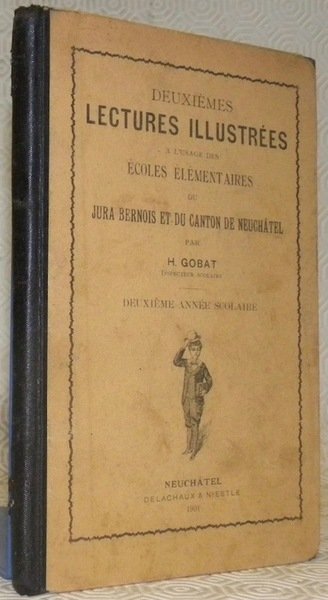 DEUXIÈMES
LECTURES ILLUSTRÉES
A L'USAGE DES
ÉCOLES ÉLÉMENTAIRES
DU
JURA BERNOIS ET DU CANTON DE NEUCHÂTEL
PAR
H. GOBAT
INSPECTEUR SCOLAIRE
DEUXIÈME ANNÉE SCOLAIRE
NEUCHÂTEL
DELACHAUX & NIESTLÉ
1901